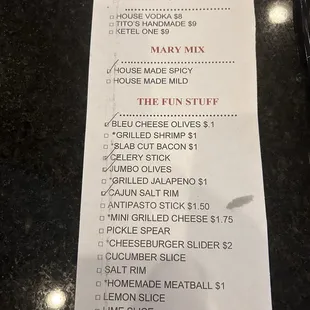 HOUSE VODKA $8
TITO'S HANDMADE $9
KETEL ONE $9
MARY MIX
HOUSE MADE SPICY
HOUSE MADE MILD
THE FUN STUFF
BLEU CHEESE OLIVES $.1
*GRILLED SHRIMP $1
*SLAB CUT BACON $1
CELERY STICK
JUMBO OLIVES
*GRILLED JALAPENO $1
CAJUN SALT RIM
ANTIPASTO STICK $1.50
*MINI GRILLED CHEESE $1.75
PICKLE SPEAR
*CHEESEBURGER SLIDER $2
CUCUMBER SLICE
SALT RIM
*HOMEMADE MEATBALL $1
LEMON SLICE
LIME SLICE